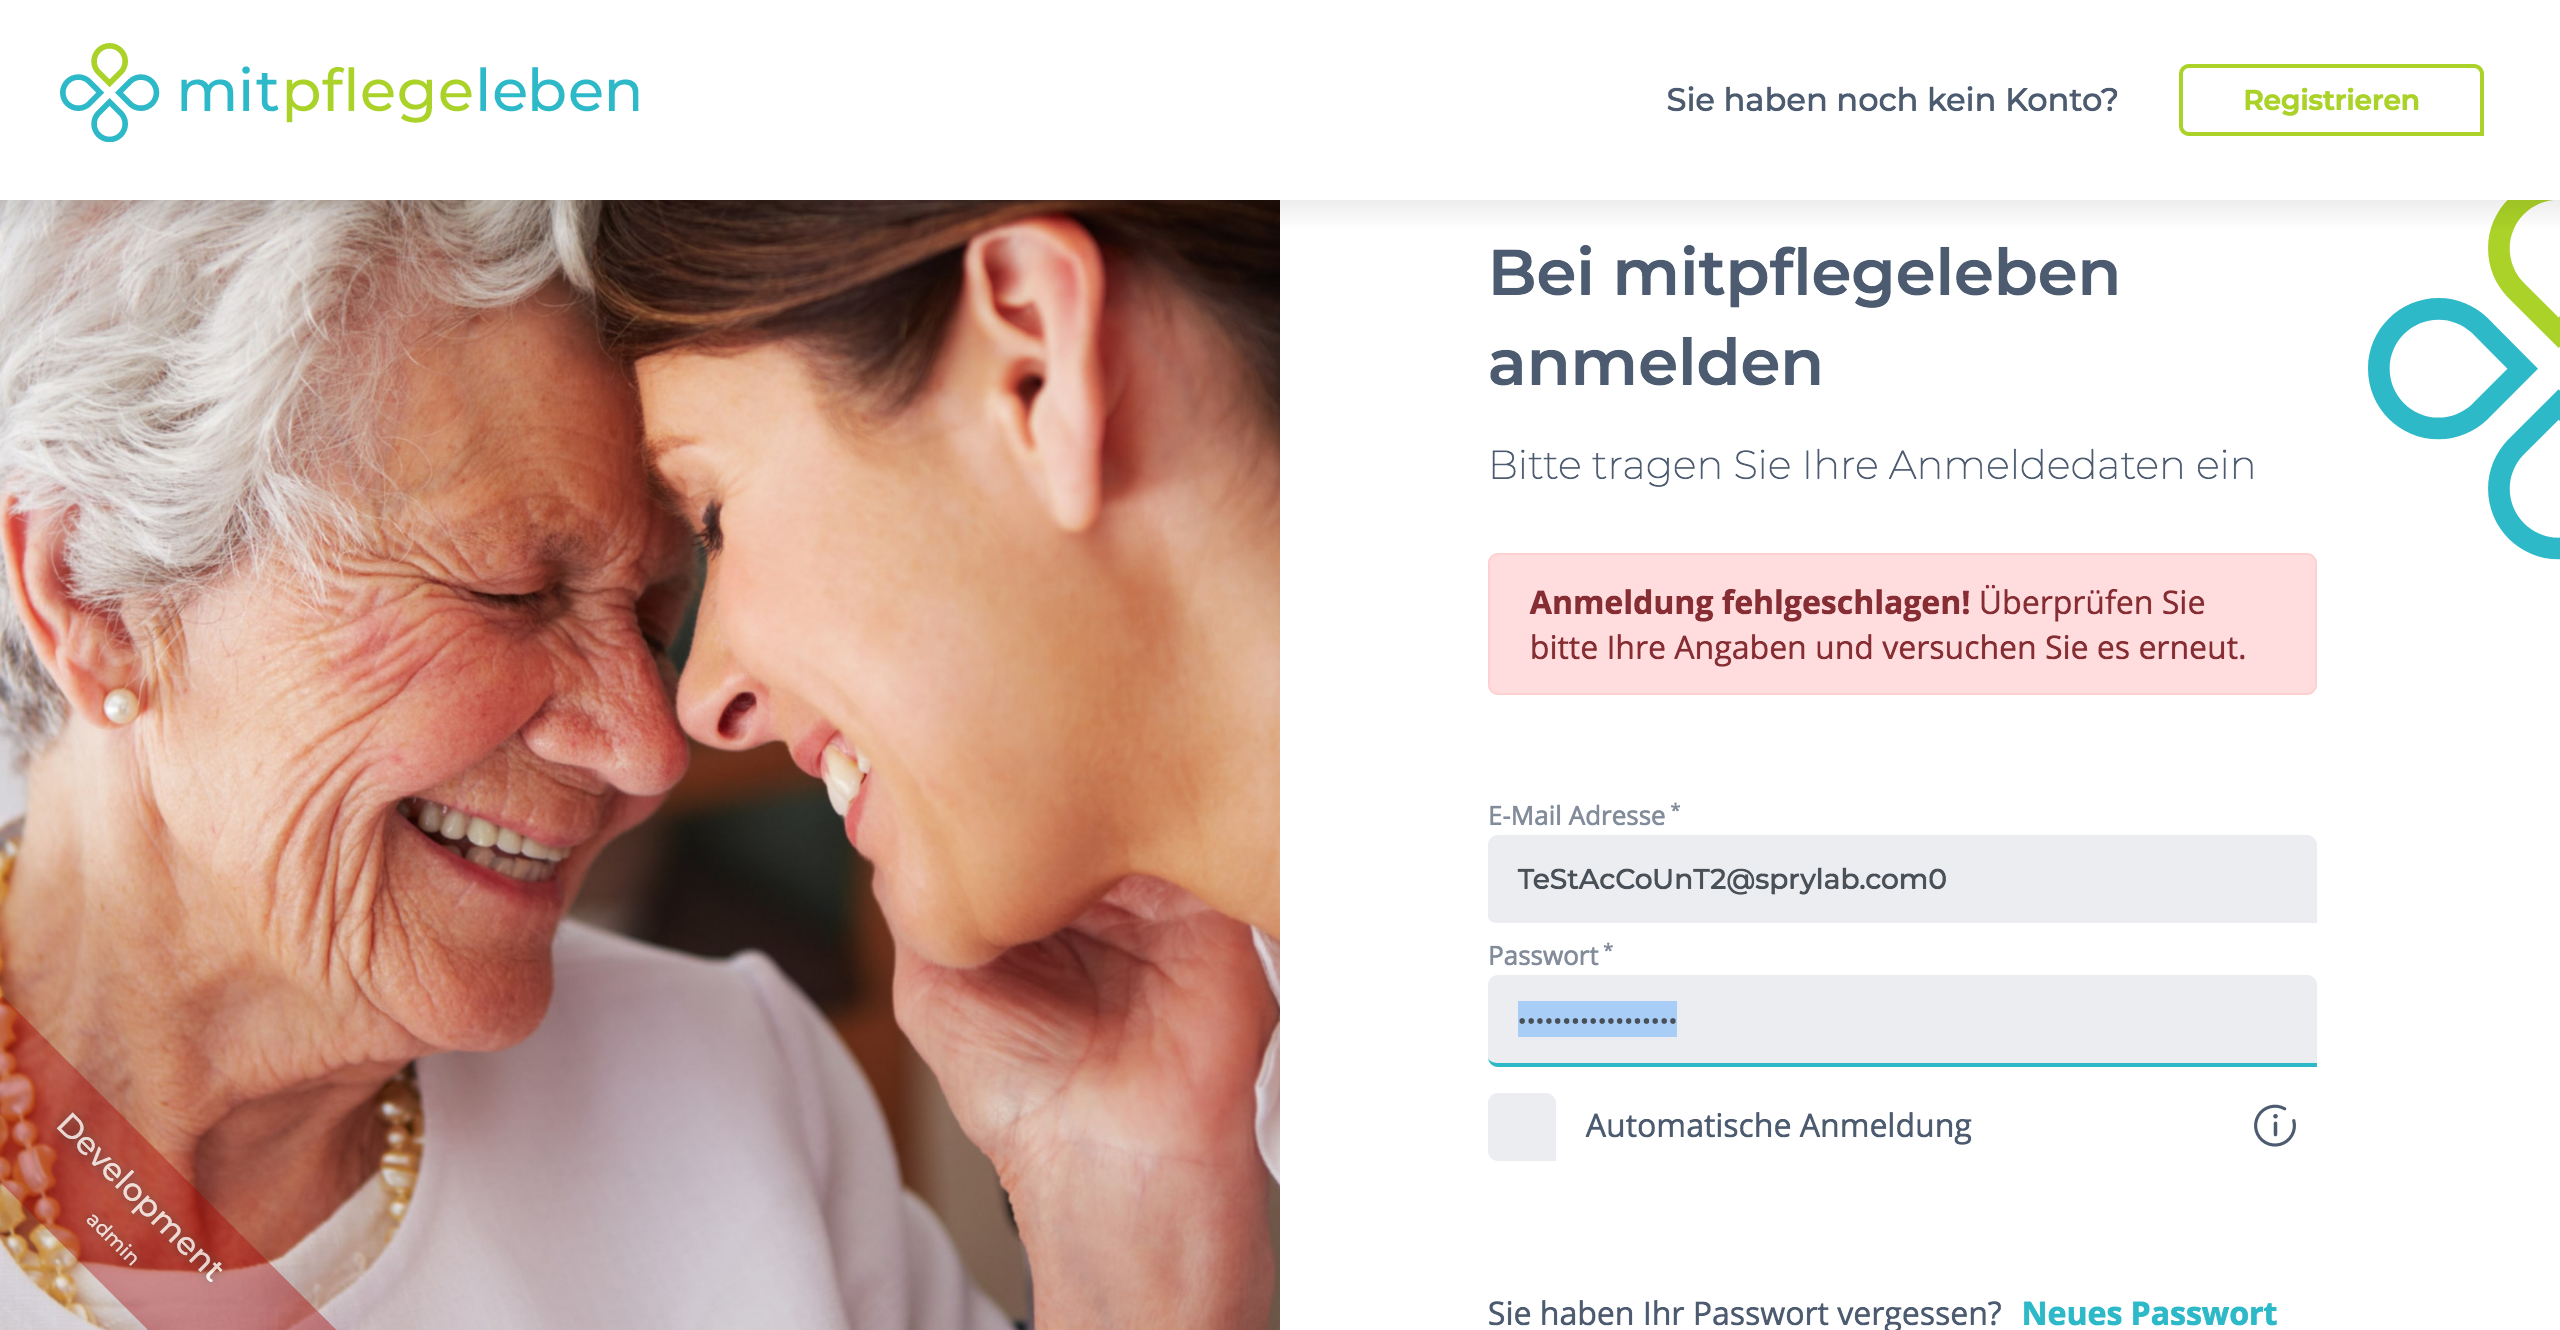 mitpflegeleben
Sie haben noch kein Konto?
Registrieren
Bei mitpflegeleben
anmelden
Bitte tragen Sie Ihre Anmeldedaten ein
Anmeldung fehlgeschlagen! Überprüfen Sie
bitte Ihre Angaben und versuchen Sie es erneut.
E-Mail Adresse *
TeStAcCoUnT2@sprylab.com0
Passwort *
••••••••••••••••••
Automatische Anmeldung
Sie haben Ihr Passwort vergessen? Neues Passwort
Development
admin